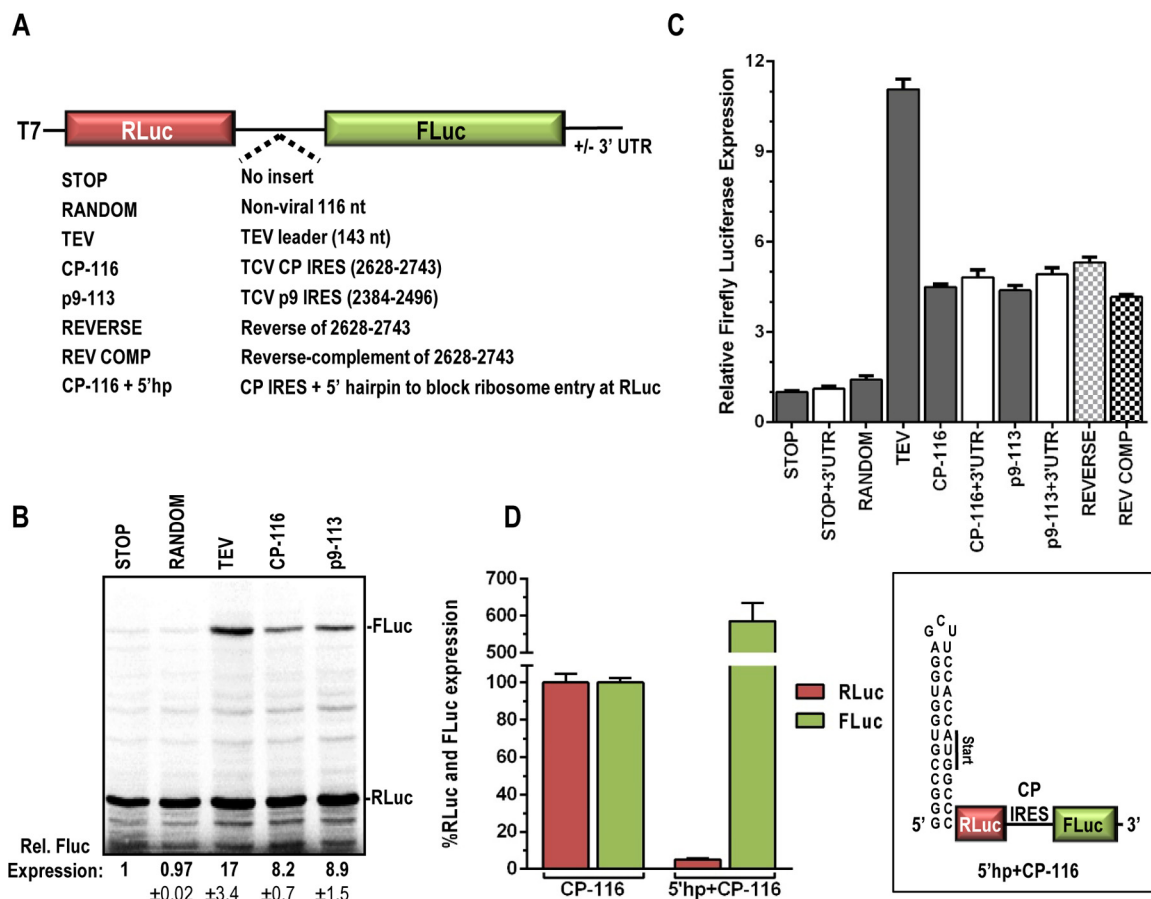 A
T7
RLuc
FLuc
+/- 3' UTR
STOP No insert
RANDOM Non-viral 116 nt
TEV TEV leader (143 nt)
CP-116 TCV CP IRES (2628-2743)
p9-113 TCV p9 IRES (2384-2496)
REVERSE Reverse of 2628-2743
REV COMP Reverse-complement of 2628-2743
CP-116 + 5'hp CP IRES + 5' hairpin to block ribosome entry at RLuc
B
STOP
RANDOM
TEV
CP-116
p9-113
-FLuc
-RLuc
Rel. Fluc
Expression: 1 0.97 17 8.2 8.9
±0.02 ±3.4 ±0.7 ±1.5
C
Relative Firefly Luciferase Expression
12
9
6
3
0
STOP
STOP+3'UTR
RANDOM
TEV
CP-116
CP-116+3'UTR
p9-113
p9-113+3'UTR
REVERSE
REV COMP
D
%RLuc and FLuc expression
700
600
500
100
80
60
40
20
0
CP-116
5'hp+CP-116
RLuc
FLuc
Start
5'
RLuc
CP
IRES
FLuc
3'
5'hp+CP-116